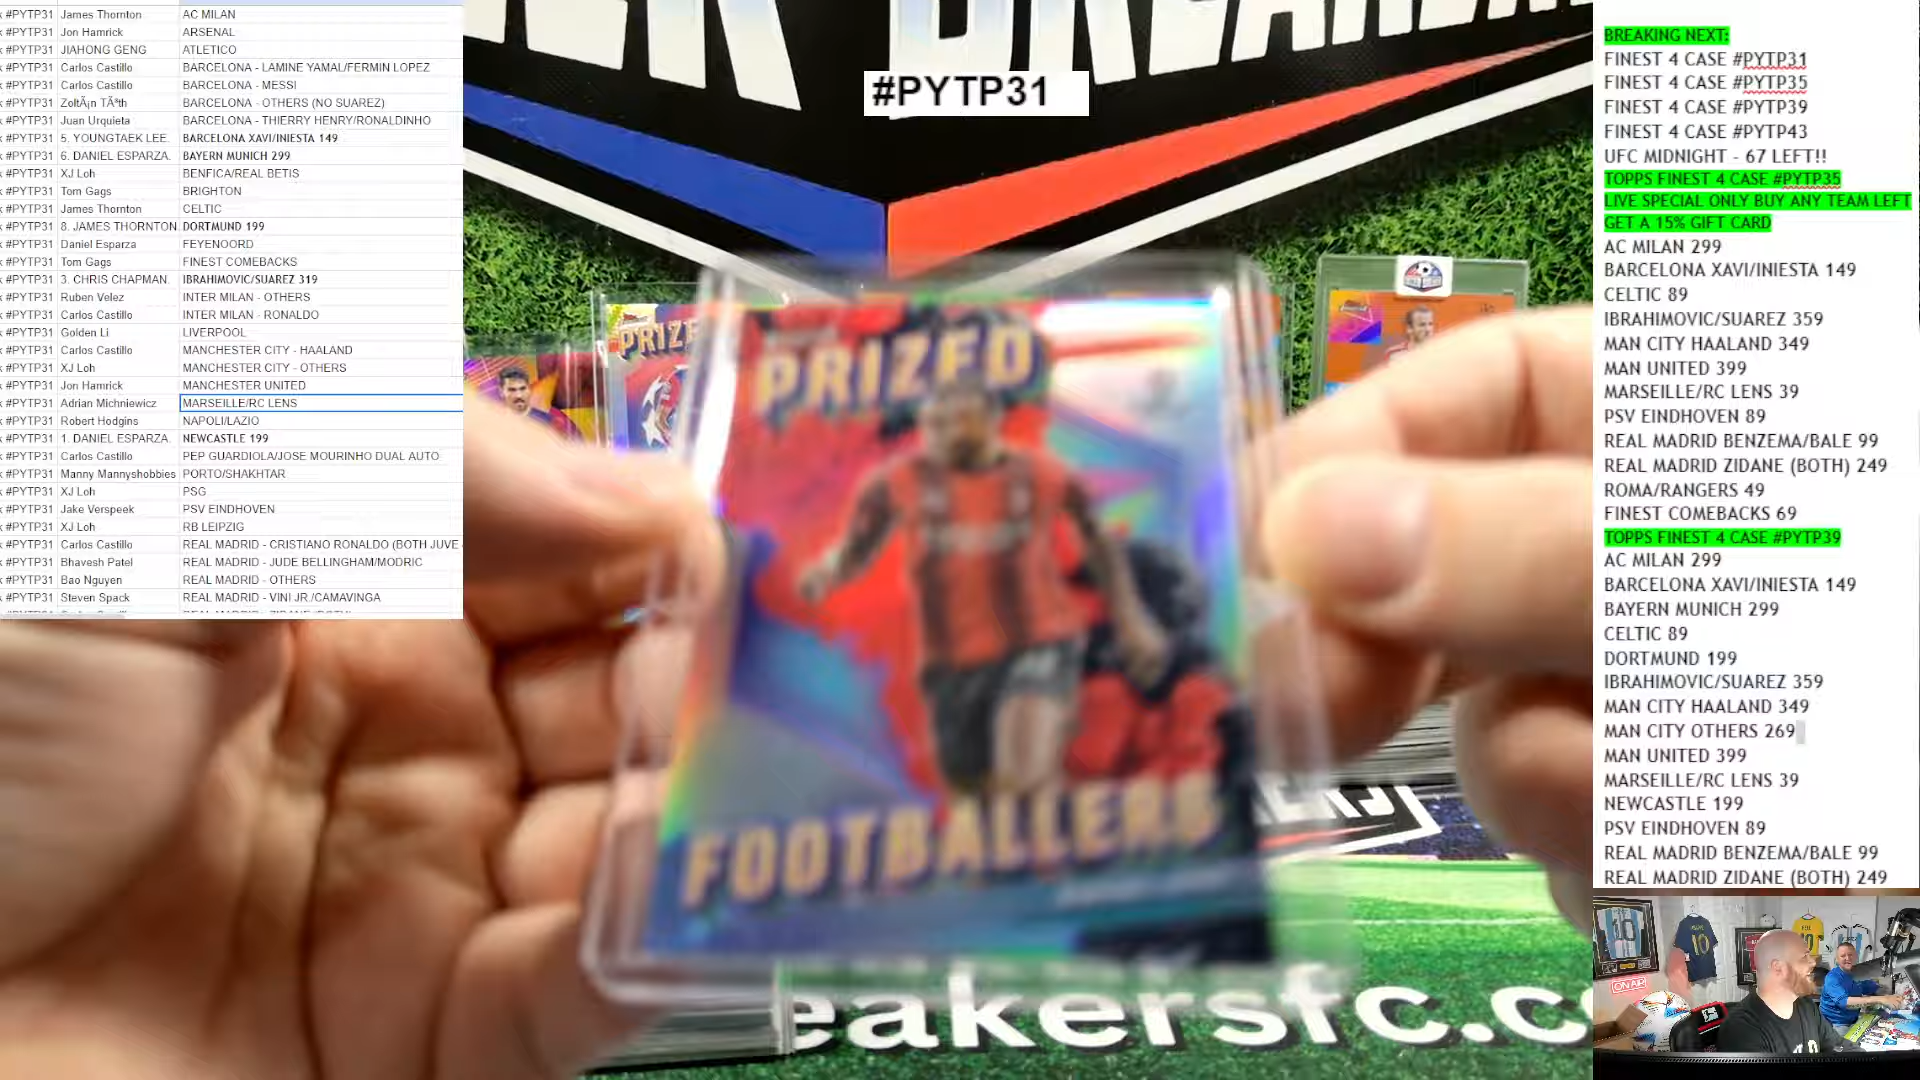 #PYTP31 James Thornton AC MILAN
#PYTP31 Jon Hamrick ARSENAL
#PYTP31 JIAHONG GENG ATLETICO
#PYTP31 Carlos Castillo BARCELONA - LAMINE YAMAL/FERMIN LOPEZ
#PYTP31 Carlos Castillo BARCELONA - MESSI
#PYTP31 ZoltÃ¡n TÃ³th BARCELONA - OTHERS (NO SUAREZ)
#PYTP31 Juan Urquieta BARCELONA - THIERRY HENRY/RONALDINHO
#PYTP31 5. YOUNGTAEK LEE. BARCELONA XAVI/INIESTA 149
#PYTP31 6. DANIEL ESPARZA. BAYERN MUNICH 299
#PYTP31 XJ Loh BENFICA/REAL BETIS
#PYTP31 Tom Gags BRIGHTON
#PYTP31 James Thornton CELTIC
#PYTP31 8. JAMES THORNTON. DORTMUND 199
#PYTP31 Daniel Esparza FEYENOORD
#PYTP31 Tom Gags FINEST COMEBACKS
#PYTP31 3. CHRIS CHAPMAN. IBRAHIMOVIC/SUAREZ 319
#PYTP31 Ruben Velez INTER MILAN - OTHERS
#PYTP31 Carlos Castillo INTER MILAN - RONALDO
#PYTP31 Golden Li LIVERPOOL
#PYTP31 Carlos Castillo MANCHESTER CITY - HAALAND
#PYTP31 XJ Loh MANCHESTER CITY - OTHERS
#PYTP31 Jon Hamrick MANCHESTER UNITED
#PYTP31 Adrian Michniewicz MARSEILLE/RC LENS
#PYTP31 Robert Hodgins NAPOLI/LAZIO
#PYTP31 1. DANIEL ESPARZA. NEWCASTLE 199
#PYTP31 Carlos Castillo PEP GUARDIOLA/JOSE MOURINHO DUAL AUTO
#PYTP31 Manny Mannyshobbies PORTO/SHAKHTAR
#PYTP31 XJ Loh PSG
#PYTP31 Jake Verspeek PSV EINDHOVEN
#PYTP31 XJ Loh RB LEIPZIG
#PYTP31 Carlos Castillo REAL MADRID - CRISTIANO RONALDO (BOTH JUVE
#PYTP31 Bhavesh Patel REAL MADRID - JUDE BELLINGHAM/MODRIC
#PYTP31 Bao Nguyen REAL MADRID - OTHERS
#PYTP31 Steven Spack REAL MADRID - VINI JR./CAMAVINGA
#PYTP31
PRIZED
FOOTBALLERS
eakersfc.c
BREAKING NEXT:
FINEST 4 CASE #PYTP31
FINEST 4 CASE #PYTP35
FINEST 4 CASE #PYTP39
FINEST 4 CASE #PYTP43
UFC MIDNIGHT - 67 LEFT!!
TOPPS FINEST 4 CASE #PYTP35
LIVE SPECIAL ONLY BUY ANY TEAM LEFT
GET A 15% GIFT CARD
AC MILAN 299
BARCELONA XAVI/INIESTA 149
CELTIC 89
IBRAHIMOVIC/SUAREZ 359
MAN CITY HAALAND 349
MAN UNITED 399
MARSEILLE/RC LENS 39
PSV EINDHOVEN 89
REAL MADRID BENZEMA/BALE 99
REAL MADRID ZIDANE (BOTH) 249
ROMA/RANGERS 49
FINEST COMEBACKS 69
TOPPS FINEST 4 CASE #PYTP39
AC MILAN 299
BARCELONA XAVI/INIESTA 149
BAYERN MUNICH 299
CELTIC 89
DORTMUND 199
IBRAHIMOVIC/SUAREZ 359
MAN CITY HAALAND 349
MAN CITY OTHERS 269
MAN UNITED 399
MARSEILLE/RC LENS 39
NEWCASTLE 199
PSV EINDHOVEN 89
REAL MADRID BENZEMA/BALE 99
REAL MADRID ZIDANE (BOTH) 249
ON AIR